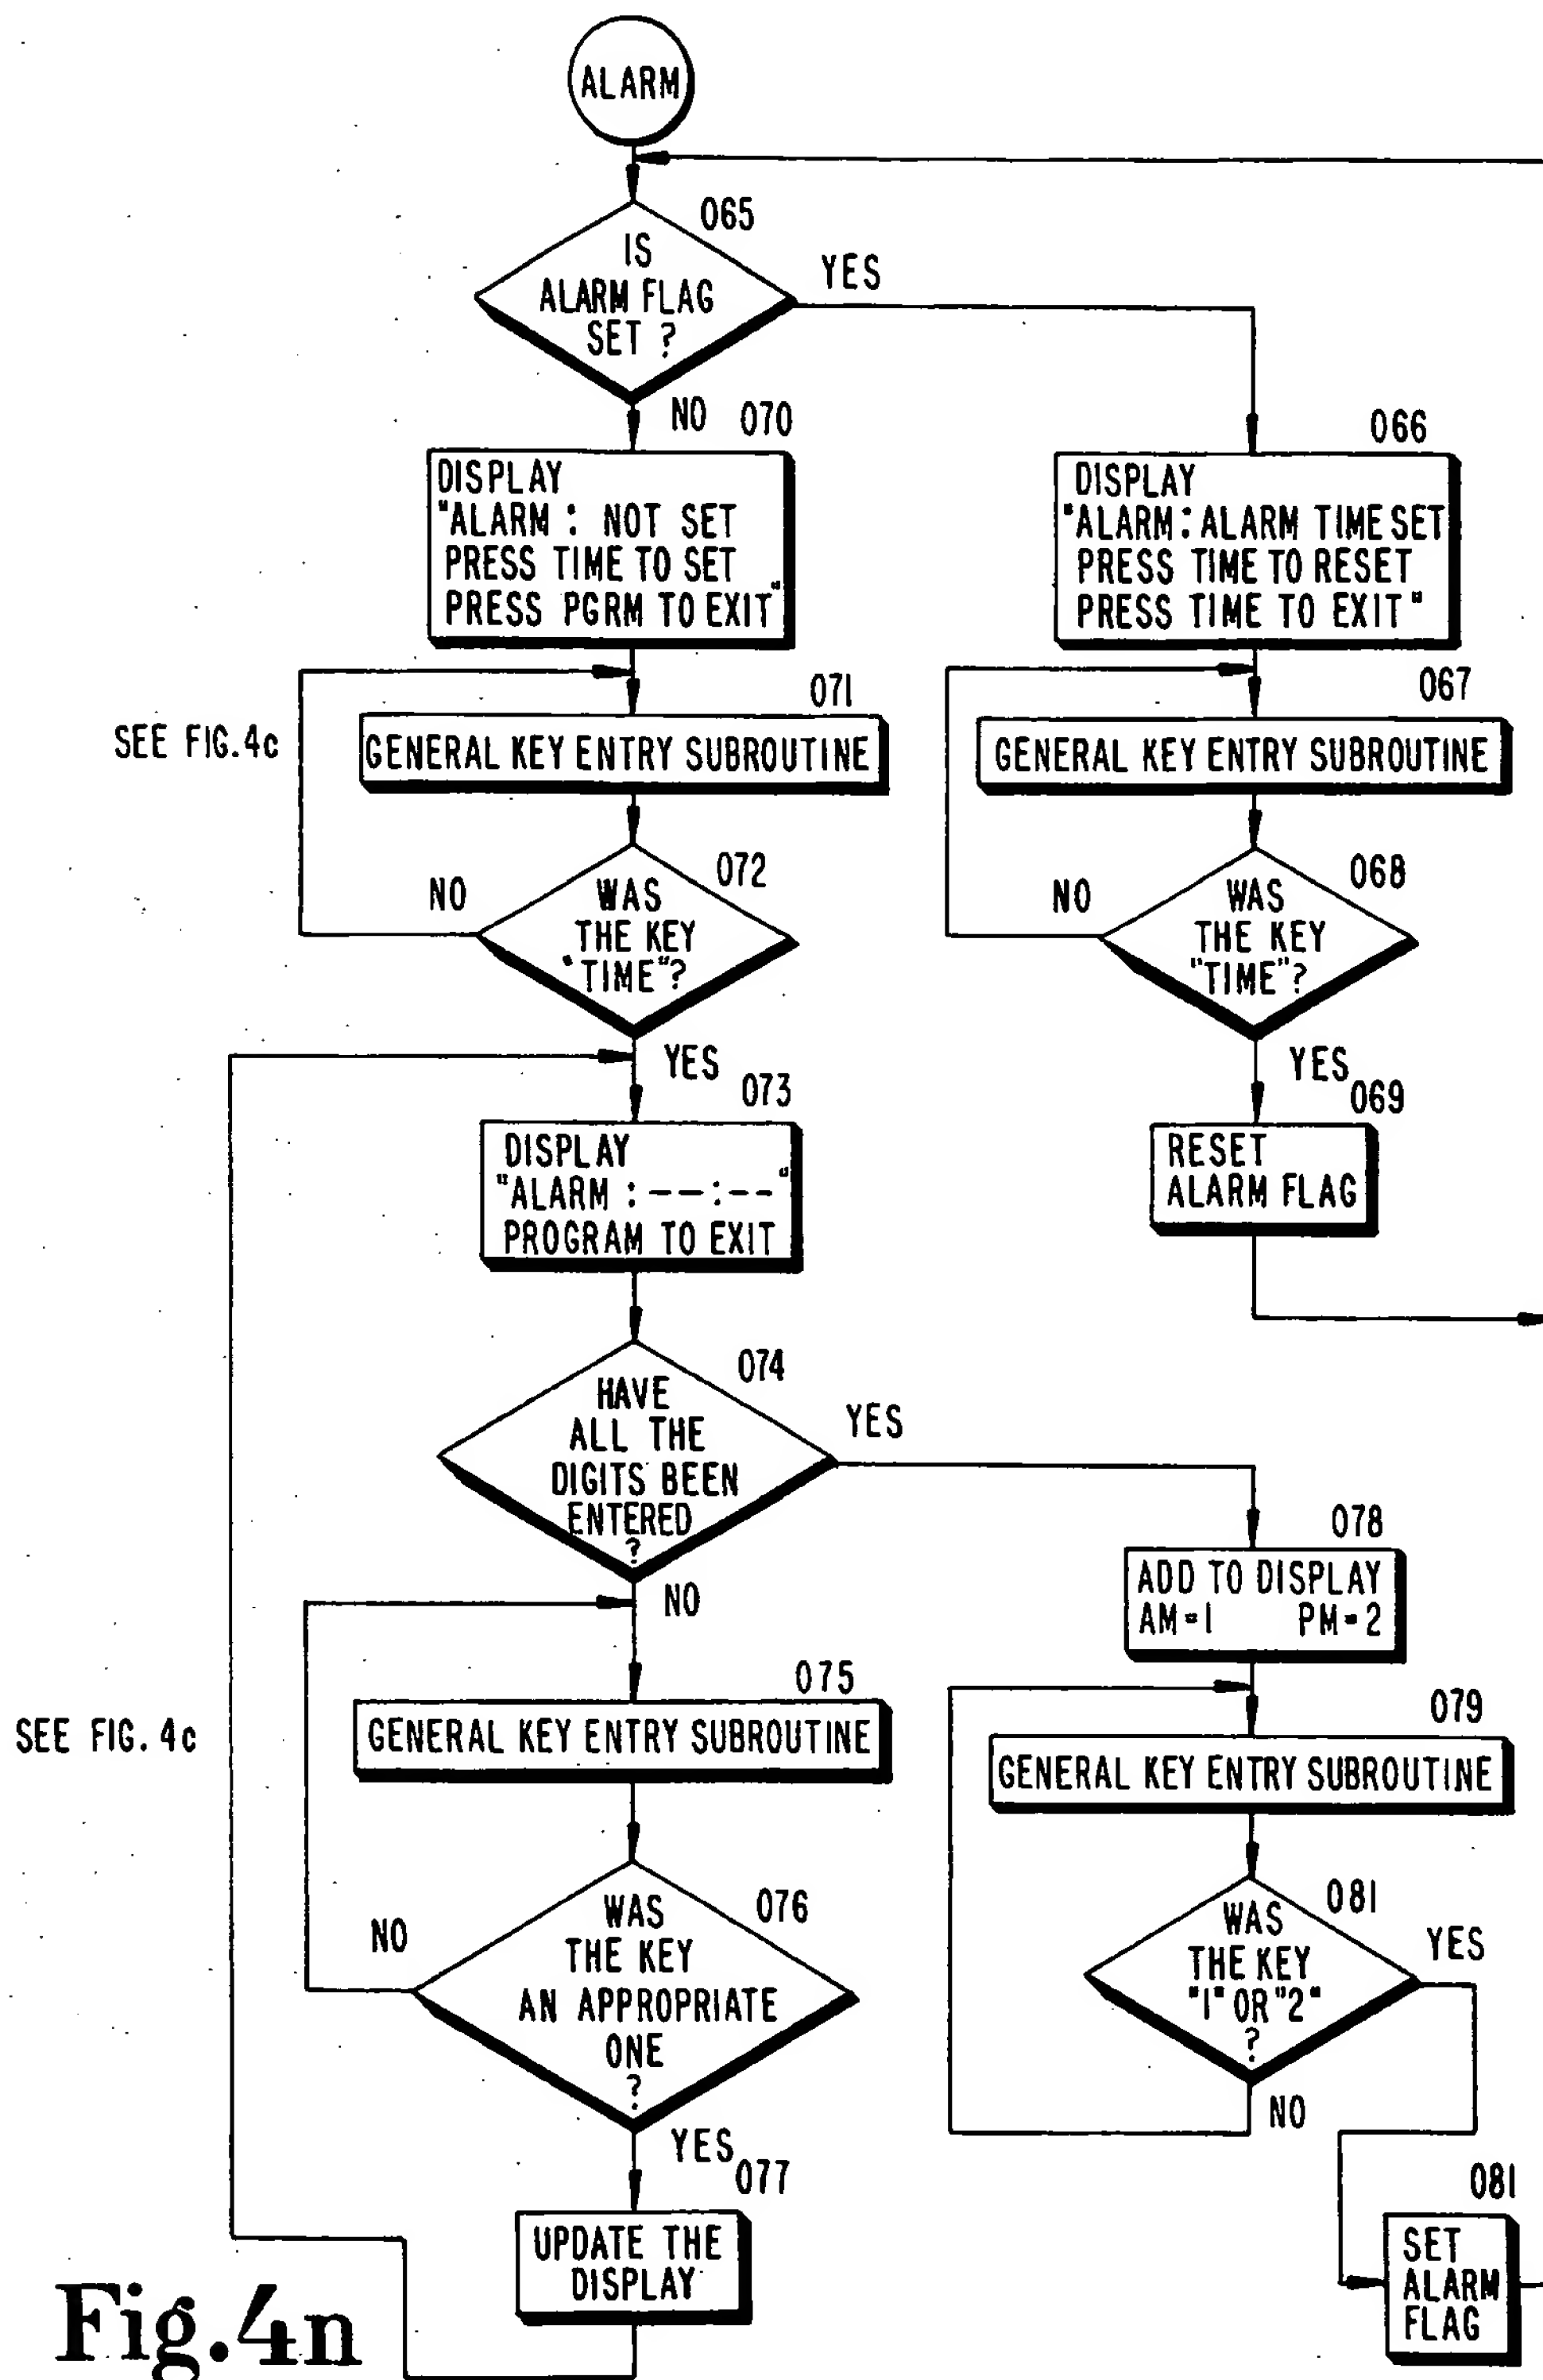 ALARM
065
IS
ALARM FLAG
SET ?
YES
NO
070
DISPLAY
"ALARM : NOT SET
PRESS TIME TO SET
PRESS PGRM TO EXIT"
066
DISPLAY
"ALARM : ALARM TIME SET
PRESS TIME TO RESET
PRESS TIME TO EXIT"
SEE FIG. 4c
071
GENERAL KEY ENTRY SUBROUTINE
067
GENERAL KEY ENTRY SUBROUTINE
072
NO
WAS
THE KEY
"TIME"?
YES
068
NO
WAS
THE KEY
"TIME"?
YES
073
DISPLAY
"ALARM : --:--"
PROGRAM TO EXIT
069
RESET
ALARM FLAG
074
HAVE
ALL THE
DIGITS BEEN
ENTERED
?
YES
NO
078
ADD TO DISPLAY
AM=1 PM=2
SEE FIG. 4c
075
GENERAL KEY ENTRY SUBROUTINE
079
GENERAL KEY ENTRY SUBROUTINE
076
NO
WAS
THE KEY
AN APPROPRIATE
ONE
?
YES
081
WAS
THE KEY
"1" OR "2"
?
YES
NO
077
UPDATE THE
DISPLAY
081
SET
ALARM
FLAG
Fig.4n